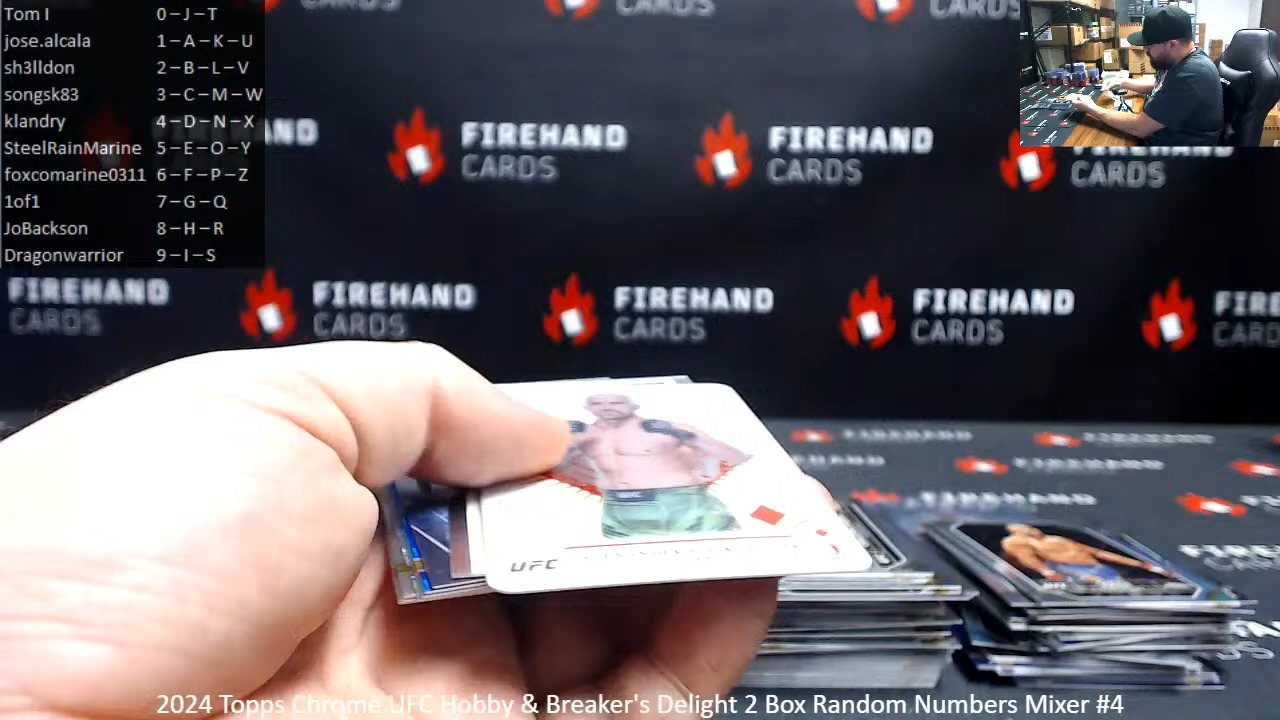 Tom I 0-J-T
jose.alcala 1-A-K-U
sh3lldon 2-B-L-V
songsk83 3-C-M-W
klandry 4-D-N-X
SteelRainMarine 5-E-O-Y
foxcomarine0311 6-F-P-Z
1of1 7-G-Q
JoBackson 8-H-R
Dragonwarrior 9-I-S
CARDS CARDS CARDS
FIREHAND CARDS
FIREHAND CARDS
CARDS
FIREHAND CARDS
FIREHAND CARDS
FIREHAND CARDS
FIREHAND CARDS
UFC
2024 Topps Chrome UFC Hobby & Breaker's Delight 2 Box Random Numbers Mixer #4